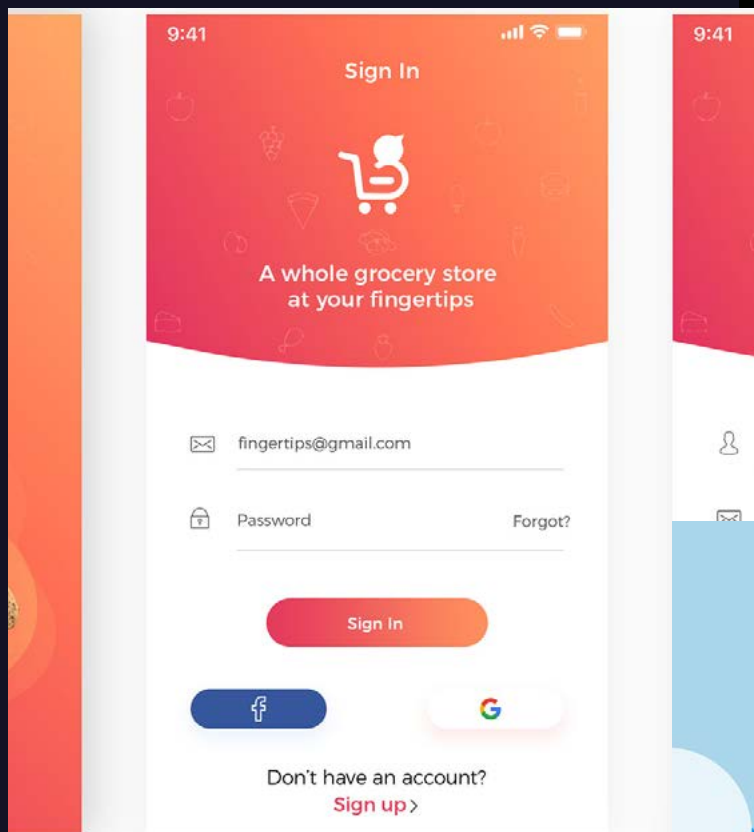 9:41
Sign In
A whole grocery store
at your fingertips
fingertips@gmail.com
Password Forgot?
Sign In
f
G
Don't have an account?
Sign up >
9:41